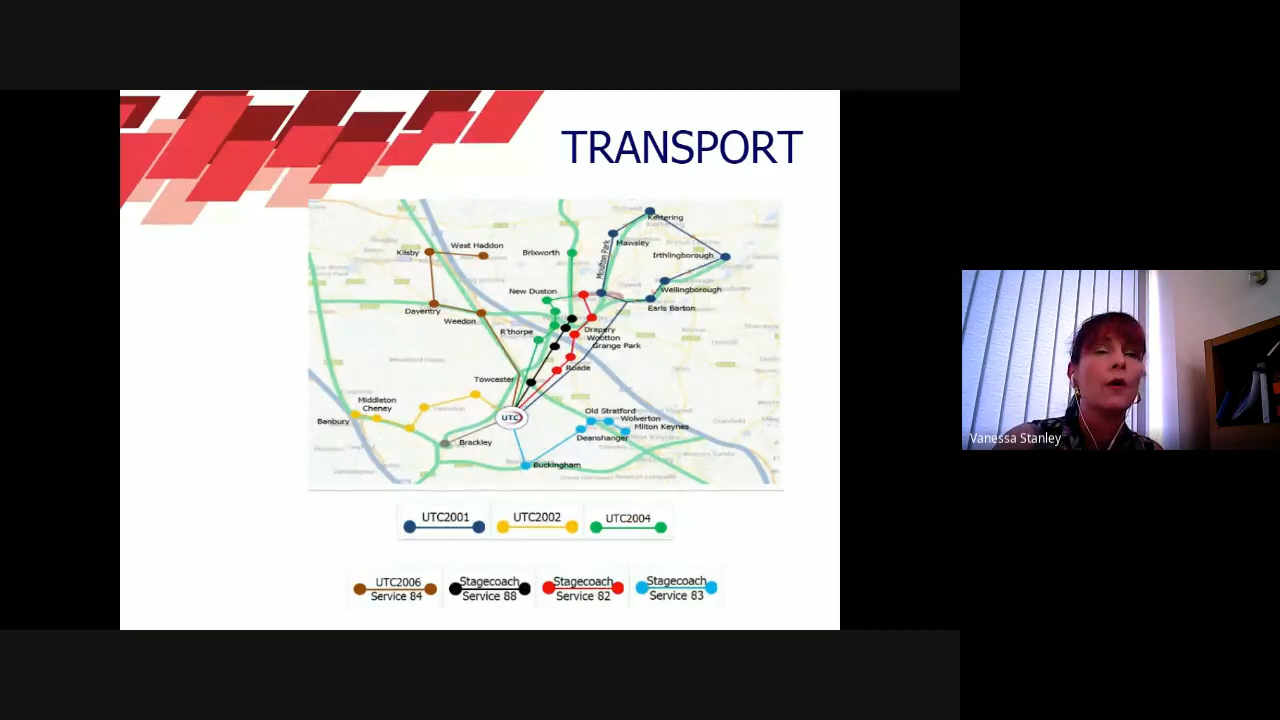 TRANSPORT
Kettering
Mawsley
Moulton Park
West Haddon
Kilsby
Brixworth
Irthlingborough
Wellingborough
New Duston
Earls Barton
Daventry
Weedon
R'thorpe
Drapery
Wootton
Grange Park
Roade
Towcester
Middleton
Cheney
Banbury
UTC
Old Stratford
Wolverton
Milton Keynes
Deanshanger
Brackley
Buckingham
UTC2001
UTC2002
UTC2004
UTC2006
Service 84
Stagecoach
Service 88
Stagecoach
Service 82
Stagecoach
Service 83
Vanessa Stanley